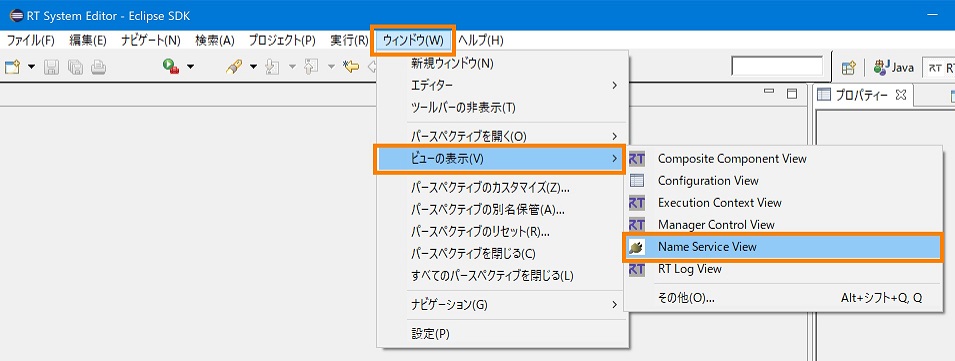 RT System Editor - Eclipse SDK
ファイル(F) 編集(E) ナビゲート(N) 検索(A) プロジェクト(P) 実行(R) ウィンドウ(W) ヘルプ(H)
Java RT R
プロパティー
新規ウィンドウ(N)
エディター
ツールバーの非表示(T)
パースペクティブを開く(O)
ビューの表示(V)
パースペクティブのカスタマイズ(Z)...
パースペクティブの別名保管(A)...
パースペクティブのリセット(R)...
パースペクティブを閉じる(C)
すべてのパースペクティブを閉じる(L)
ナビゲーション(G)
設定(P)
RT Composite Component View
Configuration View
RT Execution Context View
RT Manager Control View
Name Service View
RT RT Log View
その他(O)... Alt+シフト+Q, Q